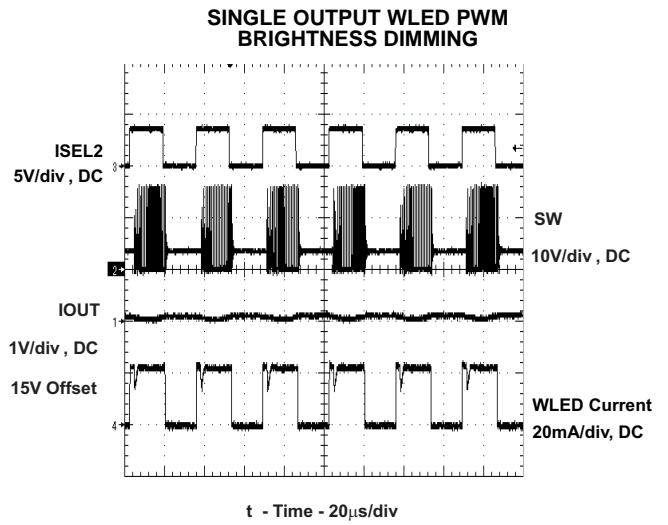 SINGLE OUTPUT WLED PWM
BRIGHTNESS DIMMING
ISEL2
5V/div , DC
3
SW
10V/div , DC
2
IOUT
1
1V/div , DC
15V Offset
WLED Current
20mA/div, DC
4
t - Time - 20μs/div